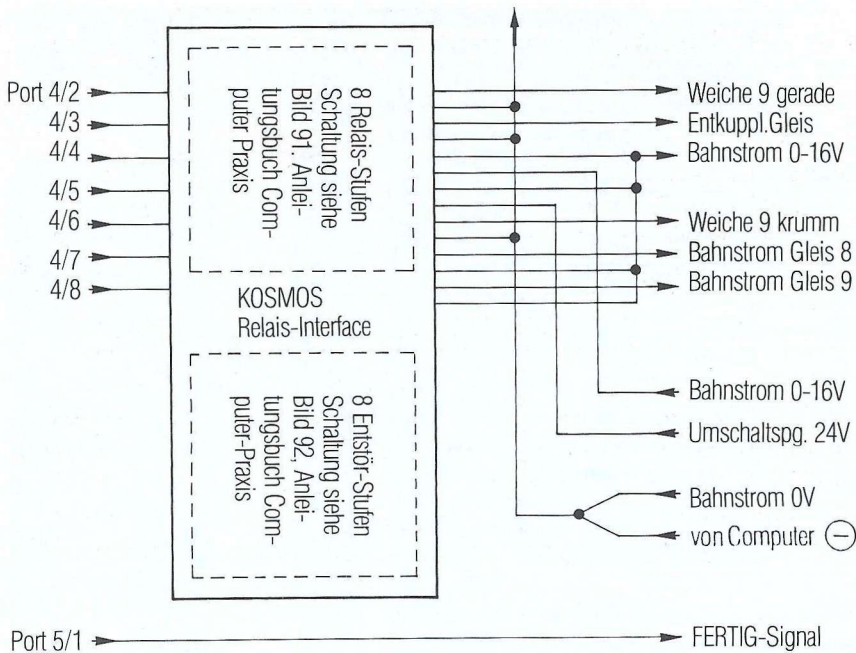 Port 4/2
4/3
4/4
4/5
4/6
4/7
4/8
8 Relais-Stufen
Schaltung siehe
Bild 91. Anlei-
tungsbuch Com-
puter Praxis
KOSMOS
Relais-Interface
8 Entstör-Stufen
Schaltung siehe
Bild 92, Anlei-
tungsbuch Com-
puter-Praxis
Weiche 9 gerade
Entkuppl.Gleis
Bahnstrom 0-16V
Weiche 9 krumm
Bahnstrom Gleis 8
Bahnstrom Gleis 9
Bahnstrom 0-16V
Umschaltspg. 24V
Bahnstrom 0V
von Computer ⊖
Port 5/1
FERTIG-Signal